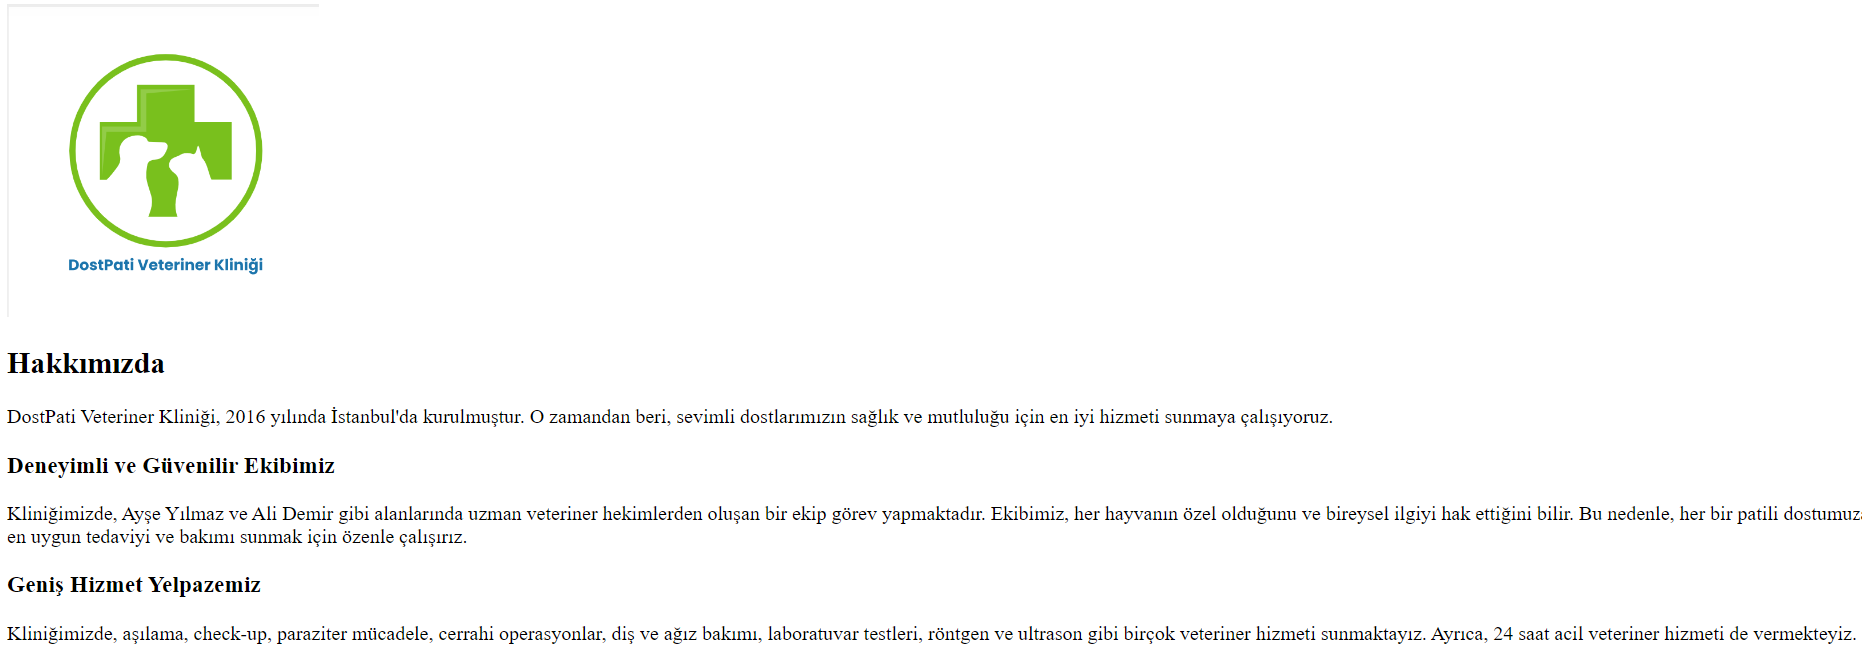 DostPati Veteriner Kliniği
Hakkımızda
DostPati Veteriner Kliniği, 2016 yılında İstanbul'da kurulmuştur. O zamandan beri, sevimli dostlarımızın sağlık ve mutluluğu için en iyi hizmeti sunmaya çalışıyoruz.
Deneyimli ve Güvenilir Ekibimiz
Kliniğimizde, Ayşe Yılmaz ve Ali Demir gibi alanlarında uzman veteriner hekimlerden oluşan bir ekip görev yapmaktadır. Ekibimiz, her hayvanın özel olduğunu ve bireysel ilgiyi hak ettiğini bilir. Bu nedenle, her bir patili dostumuza
en uygun tedaviyi ve bakımı sunmak için özenle çalışırız.
Geniş Hizmet Yelpazemiz
Kliniğimizde, aşılama, check-up, paraziter mücadele, cerrahi operasyonlar, diş ve ağız bakımı, laboratuvar testleri, röntgen ve ultrason gibi birçok veteriner hizmeti sunmaktayız. Ayrıca, 24 saat acil veteriner hizmeti de vermekteyiz.